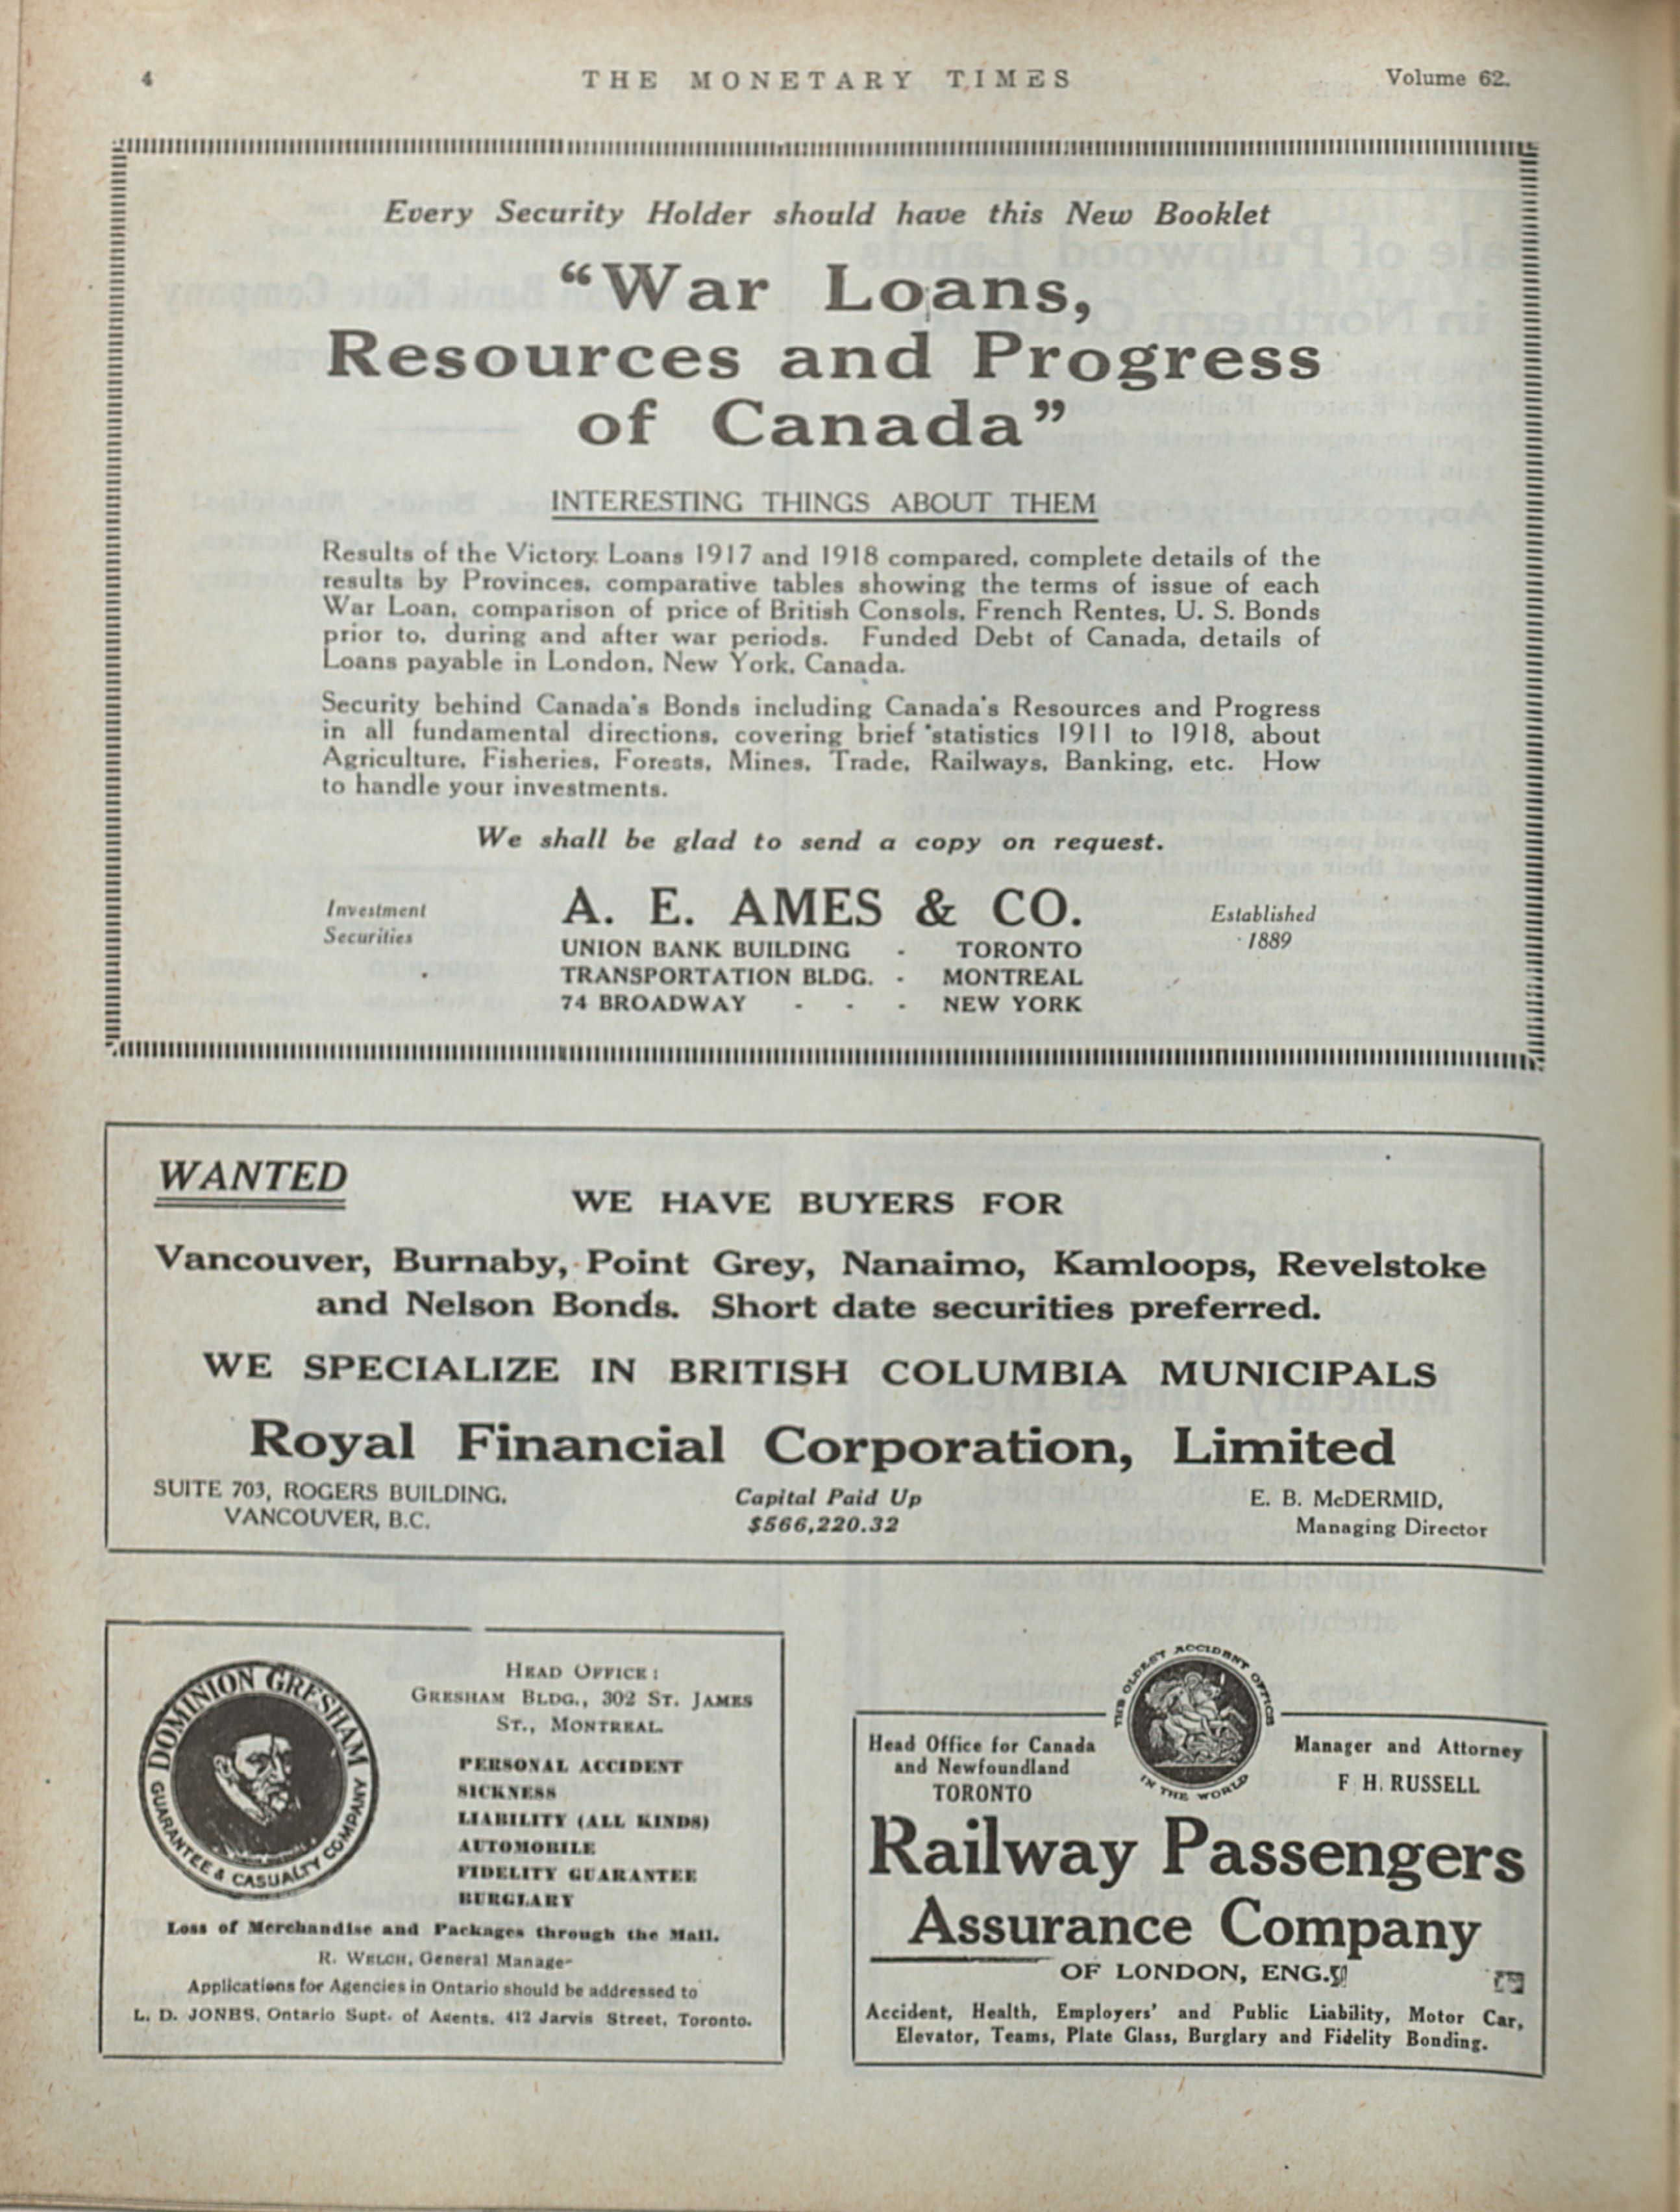 4
THE MONETARY TIMES
Volume 62.
Every Security Holder should have this New Booklet
“War Loans,
Resources and Progress
of Canada”
INTERESTING THINGS ABOUT THEM
Results of the Victory Loans 1917 and 1918 compared, complete details of the
results by Provinces, comparative tables showing the terms of issue of each
War Loan, comparison of price of British Consols, French Rentes, U. S. Bonds
prior to, during and after war periods. Funded Debt of Canada, details of
Loans payable in London, New York, Canada.
Security behind Canada's Bonds including Canada's Resources and Progress
in all fundamental directions, covering brief statistics 1911 to 1918, about
Agriculture, Fisheries, Forests, Mines, Trade, Railways, Banking, etc. How
to handle your investments.
We shall be glad to send a copy on request.
Investment
Securities
A. E. AMES & CO.
UNION BANK BUILDING - TORONTO
TRANSPORTATION BLDG. - MONTREAL
74 BROADWAY - - - NEW YORK
Established
1889
WANTED
WE HAVE BUYERS FOR
Vancouver, Burnaby, Point Grey, Nanaimo, Kamloops, Revelstoke
and Nelson Bonds. Short date securities preferred.
WE SPECIALIZE IN BRITISH COLUMBIA MUNICIPALS
Royal Financial Corporation, Limited
SUITE 703, ROGERS BUILDING,
VANCOUVER, B.C.
Capital Paid Up
$566,220.32
E. B. McDERMID,
Managing Director
DOMINION GRESHAM
GUARANTEE & CASUALTY COMPANY
HEAD OFFICE:
GRESHAM BLDG., 302 ST. JAMES
ST., MONTREAL
PERSONAL ACCIDENT
SICKNESS
LIABILITY (ALL KINDS)
AUTOMOBILE
FIDELITY GUARANTEE
BURGLARY
Loss of Merchandise and Packages through the Mail.
R. WELCH, General Manage-
Applications for Agencies in Ontario should be addressed to
L. D. JONES, Ontario Supt. of Agents, 412 Jarvis Street, Toronto.
THE OLDEST ACCIDENT OFFICE
IN THE WORLD
Head Office for Canada
and Newfoundland
TORONTO
Manager and Attorney
F. H. RUSSELL
Railway Passengers
Assurance Company
OF LONDON, ENG.
Accident, Health, Employers' and Public Liability, Motor Car,
Elevator, Teams, Plate Glass, Burglary and Fidelity Bonding.